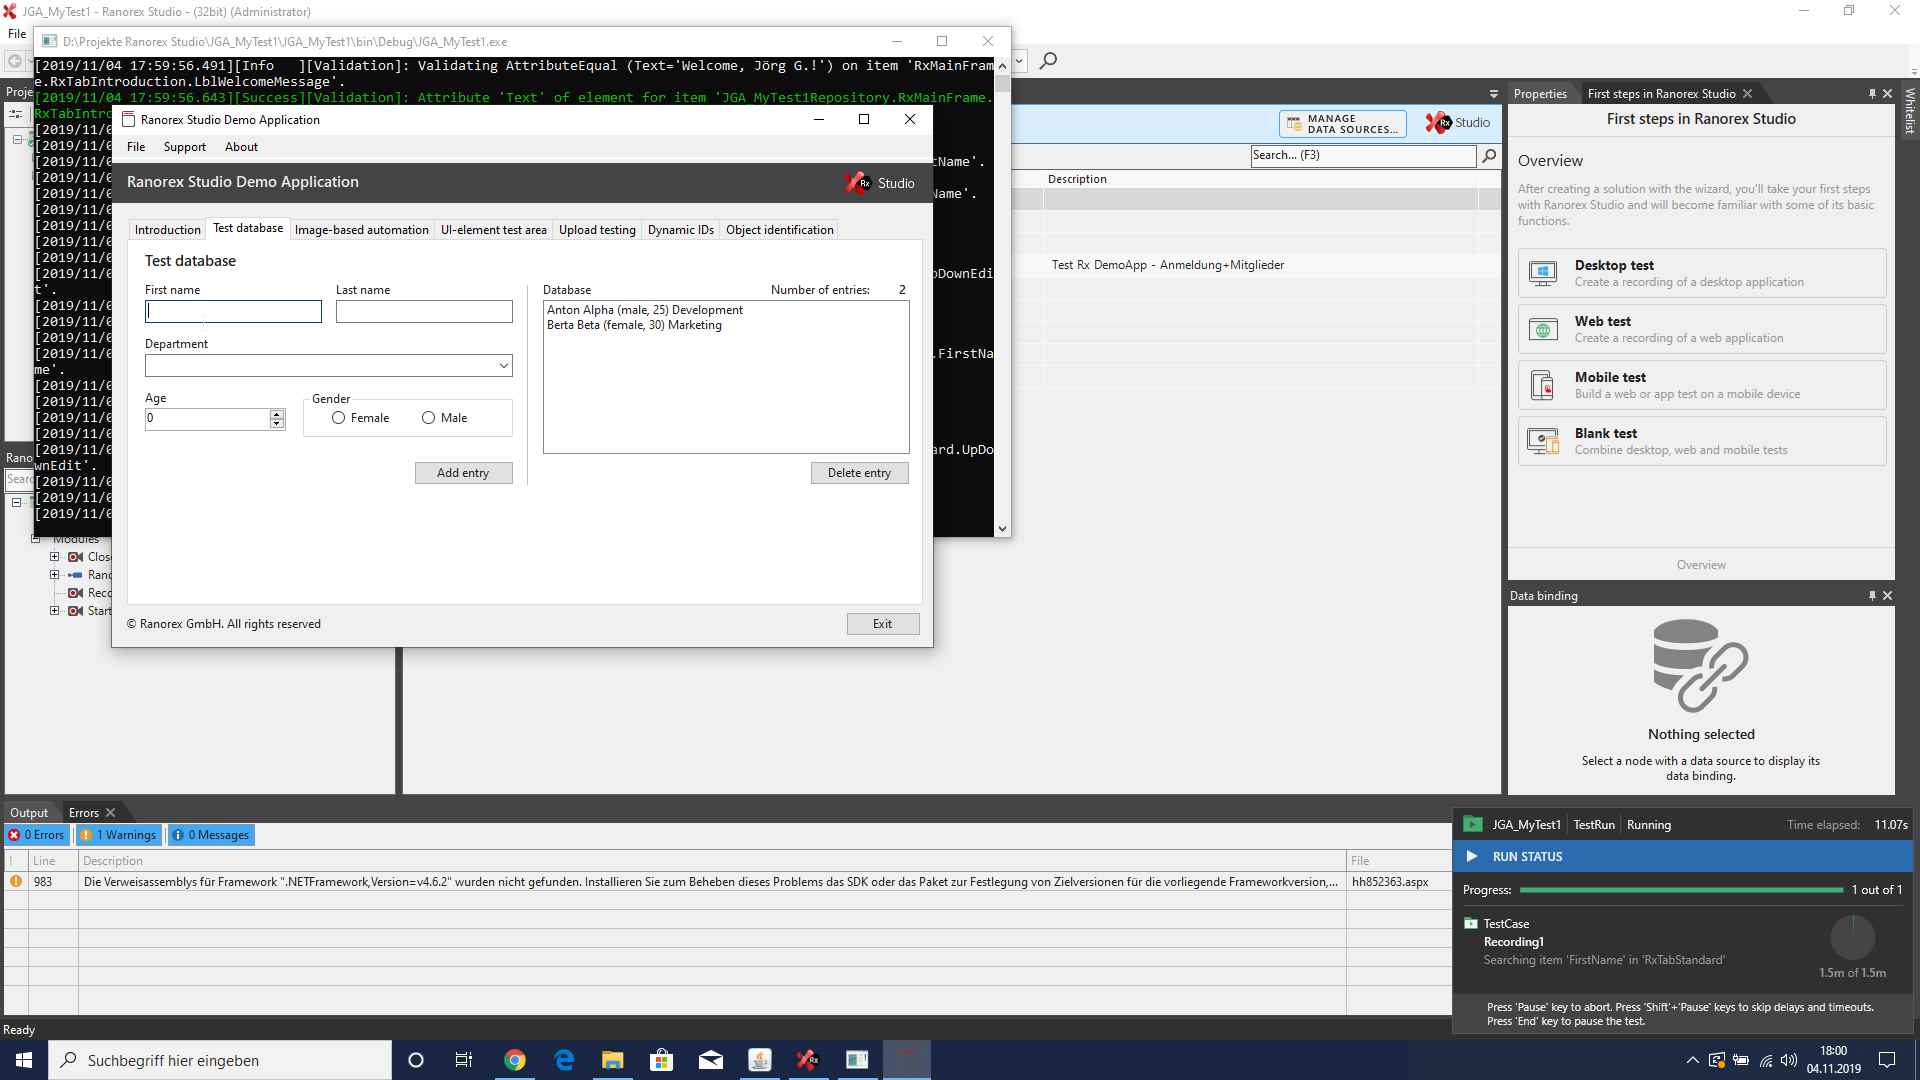 JGA_MyTest1 - Ranorex Studio - (32bit) (Administrator)
File
D:\Projekte Ranorex Studio\JGA_MyTest1\JGA_MyTest1\bin\Debug\JGA_MyTest1.exe
[2019/11/04 17:59:56.491][Info   ][Validation]: Validating AttributeEqual (Text='Welcome, Jörg G.!') on item 'RxMainFram
e.RxTabIntroduction.LblWelcomeMessage'.
[2019/11/04 17:59:56.643][Success][Validation]: Attribute 'Text' of element for item 'JGA_MyTest1Repository.RxMainFrame.
RxTabIntro
[2019/11/0
[2019/11/0
[2019/11/0
tName'.
[2019/11/0
[2019/11/0
Name'.
[2019/11/0
[2019/11/0
[2019/11/0
[2019/11/0
[2019/11/0
pDownEdi
t'.
[2019/11/0
[2019/11/0
[2019/11/0
[2019/11/0
.FirstNa
me'.
[2019/11/0
[2019/11/0
[2019/11/0
[2019/11/0
[2019/11/0
ard.UpDo
wnEdit'.
[2019/11/0
[2019/11/0
[2019/11/0
Ranorex Studio Demo Application
File Support About
Ranorex Studio Demo Application
Rx Studio
Introduction Test database Image-based automation UI-element test area Upload testing Dynamic IDs Object identification
Test database
First name Last name
Department
Age
0
Gender
Female Male
Add entry
Database Number of entries: 2
Anton Alpha (male, 25) Development
Berta Beta (female, 30) Marketing
Delete entry
© Ranorex GmbH. All rights reserved
Exit
Proje
Rano
Sear
Modules
Clos
Rano
Reco
Start
MANAGE
DATA SOURCES...
Rx Studio
Search... (F3)
Description
Test Rx DemoApp - Anmeldung+Mitglieder
Properties First steps in Ranorex Studio
Whitelist
First steps in Ranorex Studio
Overview
After creating a solution with the wizard, you'll take your first steps
with Ranorex Studio and will become familiar with some of its basic
functions.
Desktop test
Create a recording of a desktop application
Web test
Create a recording of a web application
Mobile test
Build a web or app test on a mobile device
Blank test
Combine desktop, web and mobile tests
Overview
Data binding
Nothing selected
Select a node with a data source to display its
data binding.
Output Errors
0 Errors 1 Warnings 0 Messages
! Line Description File
983 Die Verweisassemblys für Framework ".NETFramework,Version=v4.6.2" wurden nicht gefunden. Installieren Sie zum Beheben dieses Problems das SDK oder das Paket zur Festlegung von Zielversionen für die vorliegende Frameworkversion,... hh852363.aspx
JGA_MyTest1 TestRun Running Time elapsed: 11.07s
RUN STATUS
Progress: 1 out of 1
TestCase
Recording1
Searching item 'FirstName' in 'RxTabStandard'
1.5m of 1.5m
Press 'Pause' key to abort. Press 'Shift'+'Pause' keys to skip delays and timeouts.
Press 'End' key to pause the test.
Ready
Suchbegriff hier eingeben
18:00
04.11.2019